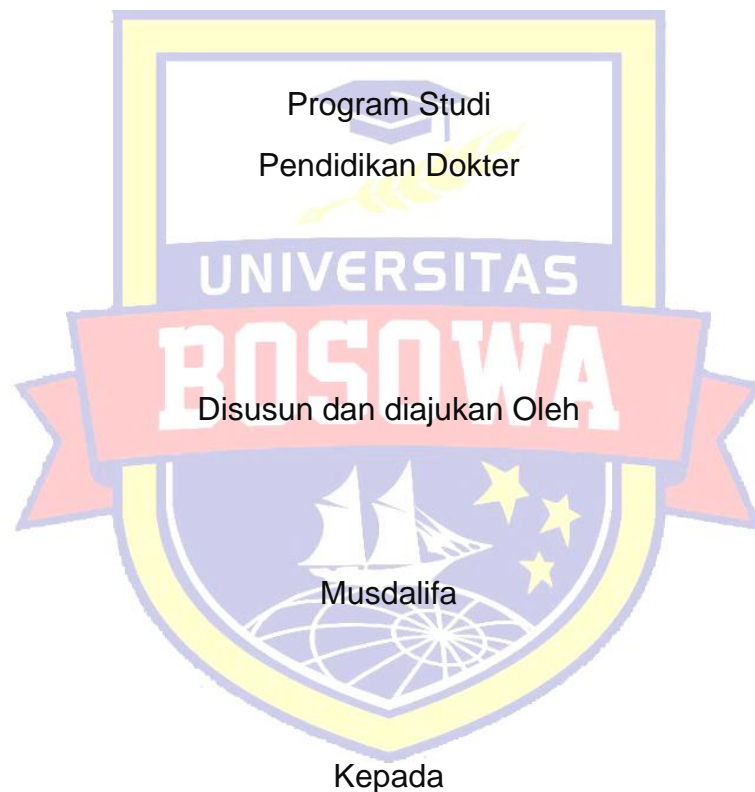 Program Studi
Pendidikan Dokter
UNIVERSITAS
BOSOWA
Disusun dan diajukan Oleh
Musdalifa
Kepada